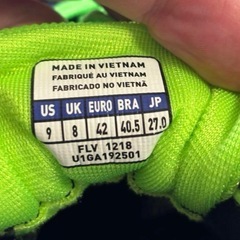 MADE IN VIETNAM
FABRIQUÉ AU VIETNAM
FABRICADO NO VIETNÃ
US UK EURO BRA JP
9 8 42 40.5 27.0
FLV 1218
U1GA192501